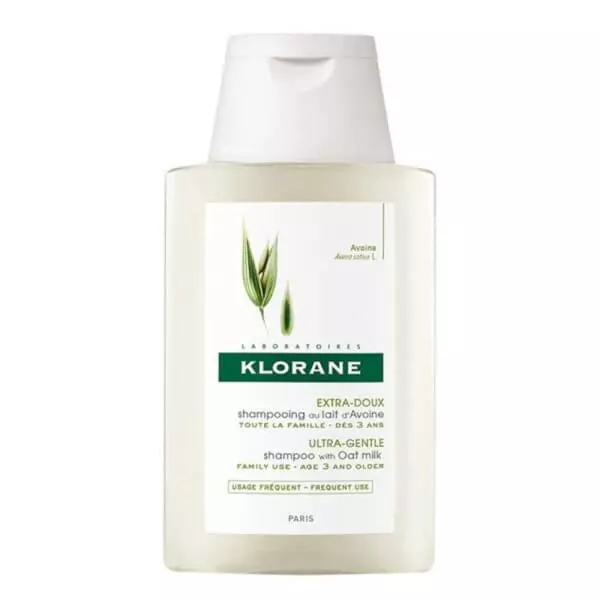 Avoine
Avena sativa L.
LABORATOIRES
KLORANE
EXTRA-DOUX
shampooing au lait d'Avoine
TOUTE LA FAMILLE - DÈS 3 ANS
ULTRA-GENTLE
shampoo with Oat milk
FAMILY USE - AGE 3 AND OLDER
USAGE FRÉQUENT - FREQUENT USE
PARIS